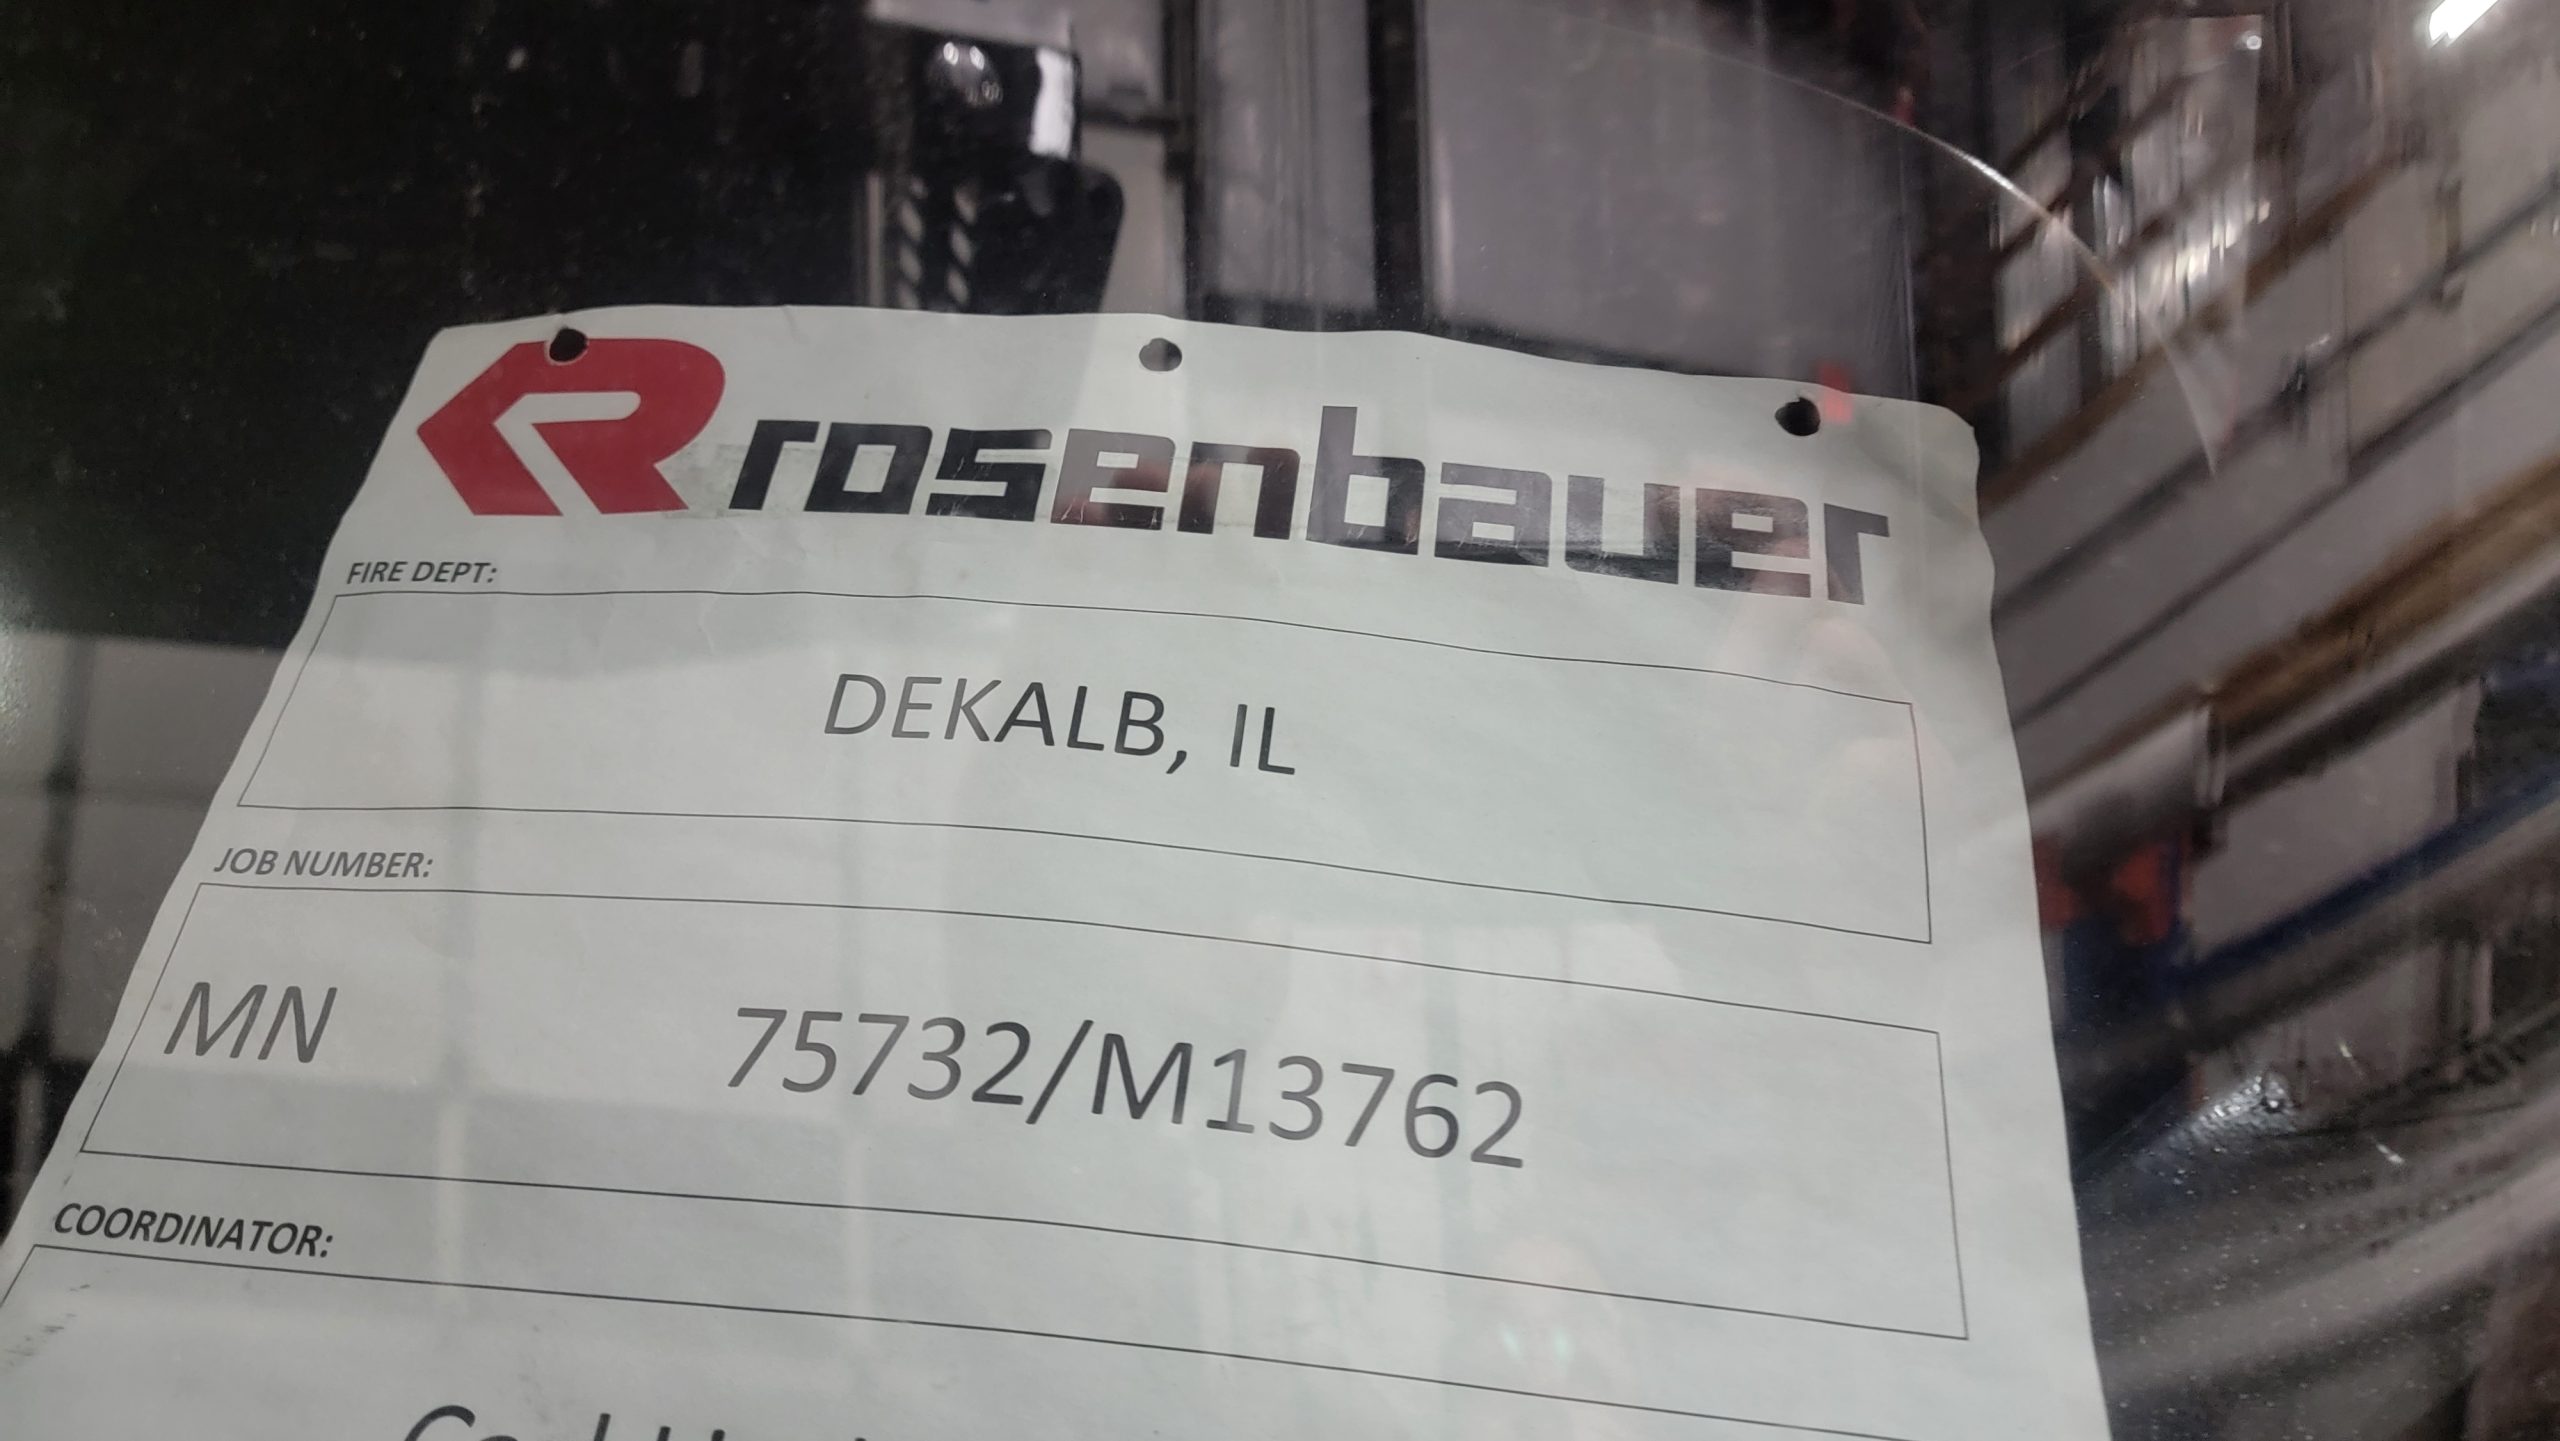 rosenbauer
FIRE DEPT:
DEKALB, IL
JOB NUMBER:
MN 75732/M13762
COORDINATOR: